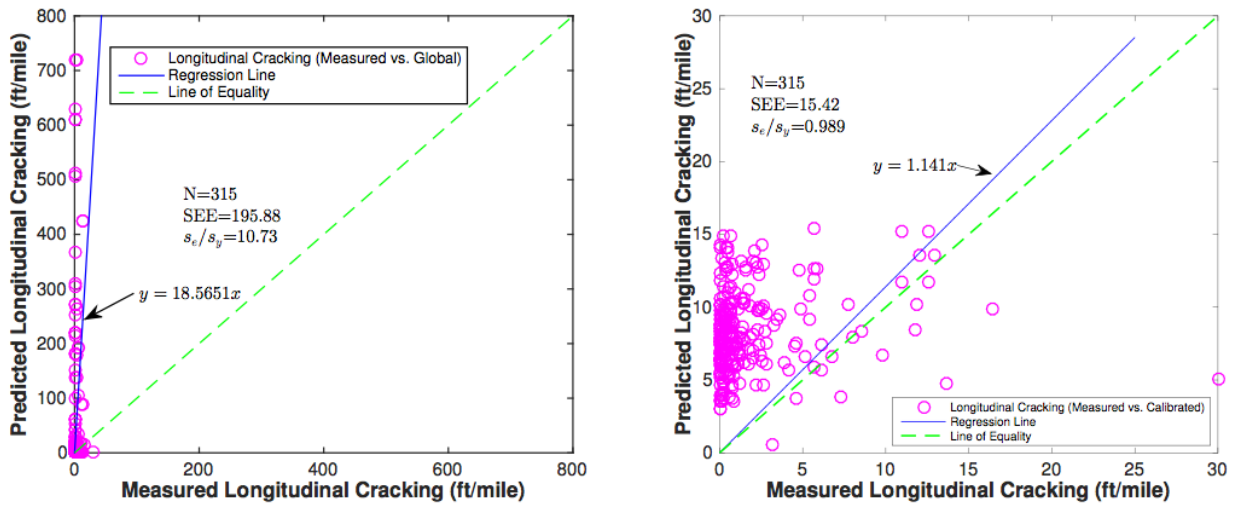 800
700
600
500
400
300
200
100
0
0
200
400
600
800
Predicted Longitudinal Cracking (ft/mile)
Measured Longitudinal Cracking (ft/mile)
Longitudinal Cracking (Measured vs. Global)
Regression Line
Line of Equality
N=315
SEE=195.88
s_e/s_y=10.73
y = 18.5651x
30
25
20
15
10
5
0
0
5
10
15
20
25
30
Predicted Longitudinal Cracking (ft/mile)
Measured Longitudinal Cracking (ft/mile)
N=315
SEE=15.42
s_e/s_y=0.989
y = 1.141x
Longitudinal Cracking (Measured vs. Calibrated)
Regression Line
Line of Equality